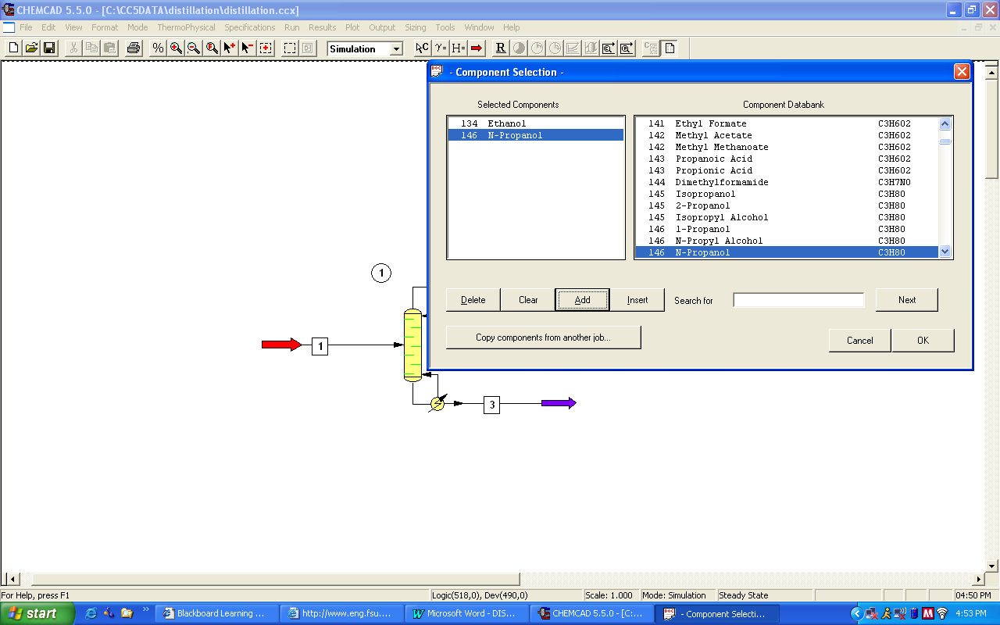 CHEMCAD 5.5.0 - [C:\CC5DATA\distillation\distillation.ccx]
File Edit View Format Mode ThermoPhysical Specifications Run Results Plot Output Sizing Tools Window Help
% Simulation C γ= H= R
- Component Selection -
Selected Components
134 Ethanol
146 N-Propanol
Component Databank
141 Ethyl Formate C3H6O2
142 Methyl Acetate C3H6O2
142 Methyl Methanoate C3H6O2
143 Propanoic Acid C3H6O2
143 Propionic Acid C3H6O2
144 Dimethylformamide C3H7NO
145 Isopropanol C3H8O
145 2-Propanol C3H8O
145 Isopropyl Alcohol C3H8O
146 1-Propanol C3H8O
146 N-Propyl Alcohol C3H8O
146 N-Propanol C3H8O
Delete Clear Add Insert Search for Next
Copy components from another job... Cancel OK
1
1
3
For Help, press F1 Logic(518,0), Dev(490,0) Scale: 1.000 Mode: Simulation Steady State 04:50 PM
start » Blackboard Learning ... http://www.eng.fsu.... Microsoft Word - DIS... CHEMCAD 5.5.0 - [C:... - Component Selecti... 4:53 PM